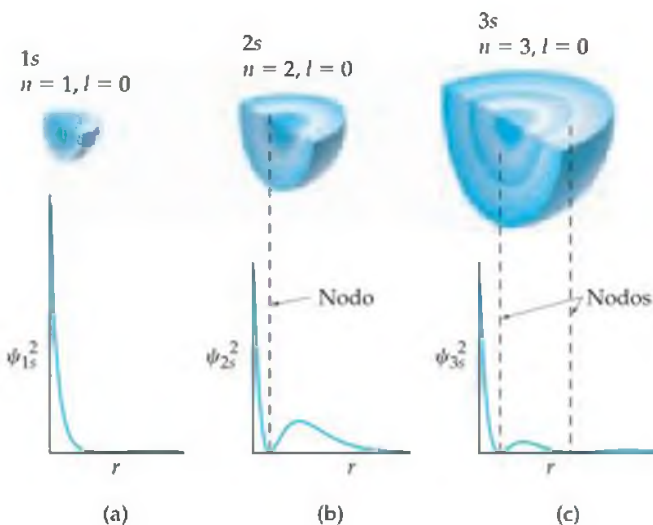 1s
n = 1, l = 0
2s
n = 2, l = 0
3s
n = 3, l = 0
Nodo
Nodos
ψ₁ₛ²
ψ₂ₛ²
ψ₃ₛ²
r
r
r
(a)
(b)
(c)